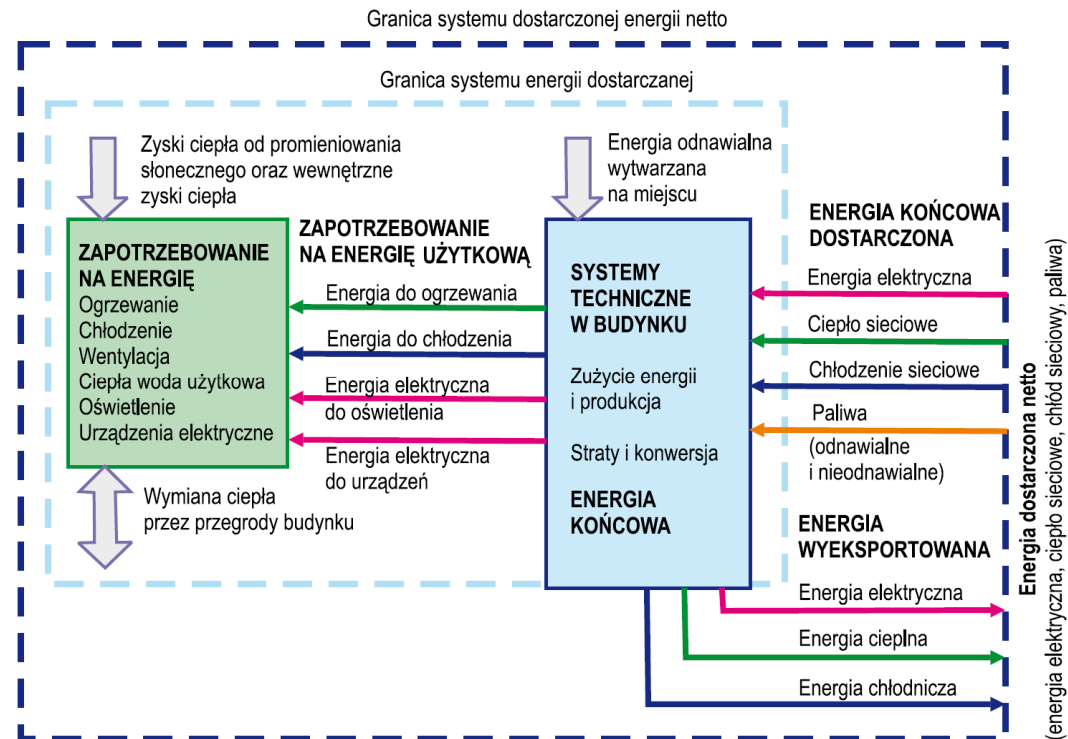 Granica systemu dostarczonej energii netto
Granica systemu energii dostarczanej
Zyski ciepła od promieniowania
słonecznego oraz wewnętrzne
zyski ciepła
Energia odnawialna
wytwarzana
na miejscu
ZAPOTRZEBOWANIE
NA ENERGIĘ
Ogrzewanie
Chłodzenie
Wentylacja
Ciepła woda użytkowa
Oświetlenie
Urządzenia elektryczne
ZAPOTRZEBOWANIE
NA ENERGIĘ UŻYTKOWĄ
Energia do ogrzewania
Energia do chłodzenia
Energia elektryczna
do oświetlenia
Energia elektryczna
do urządzeń
Wymiana ciepła
przez przegrody budynku
SYSTEMY
TECHNICZNE
W BUDYNKU
Zużycie energii
i produkcja
Straty i konwersja
ENERGIA
KOŃCOWA
ENERGIA KOŃCOWA
DOSTARCZONA
Energia elektryczna
Ciepło sieciowe
Chłodzenie sieciowe
Paliwa
(odnawialne
i nieodnawialne)
ENERGIA
WYEKSPORTOWANA
Energia elektryczna
Energia cieplna
Energia chłodnicza
Energia dostarczona netto
(energia elektryczna, ciepło sieciowe, chłód sieciowy, paliwa)